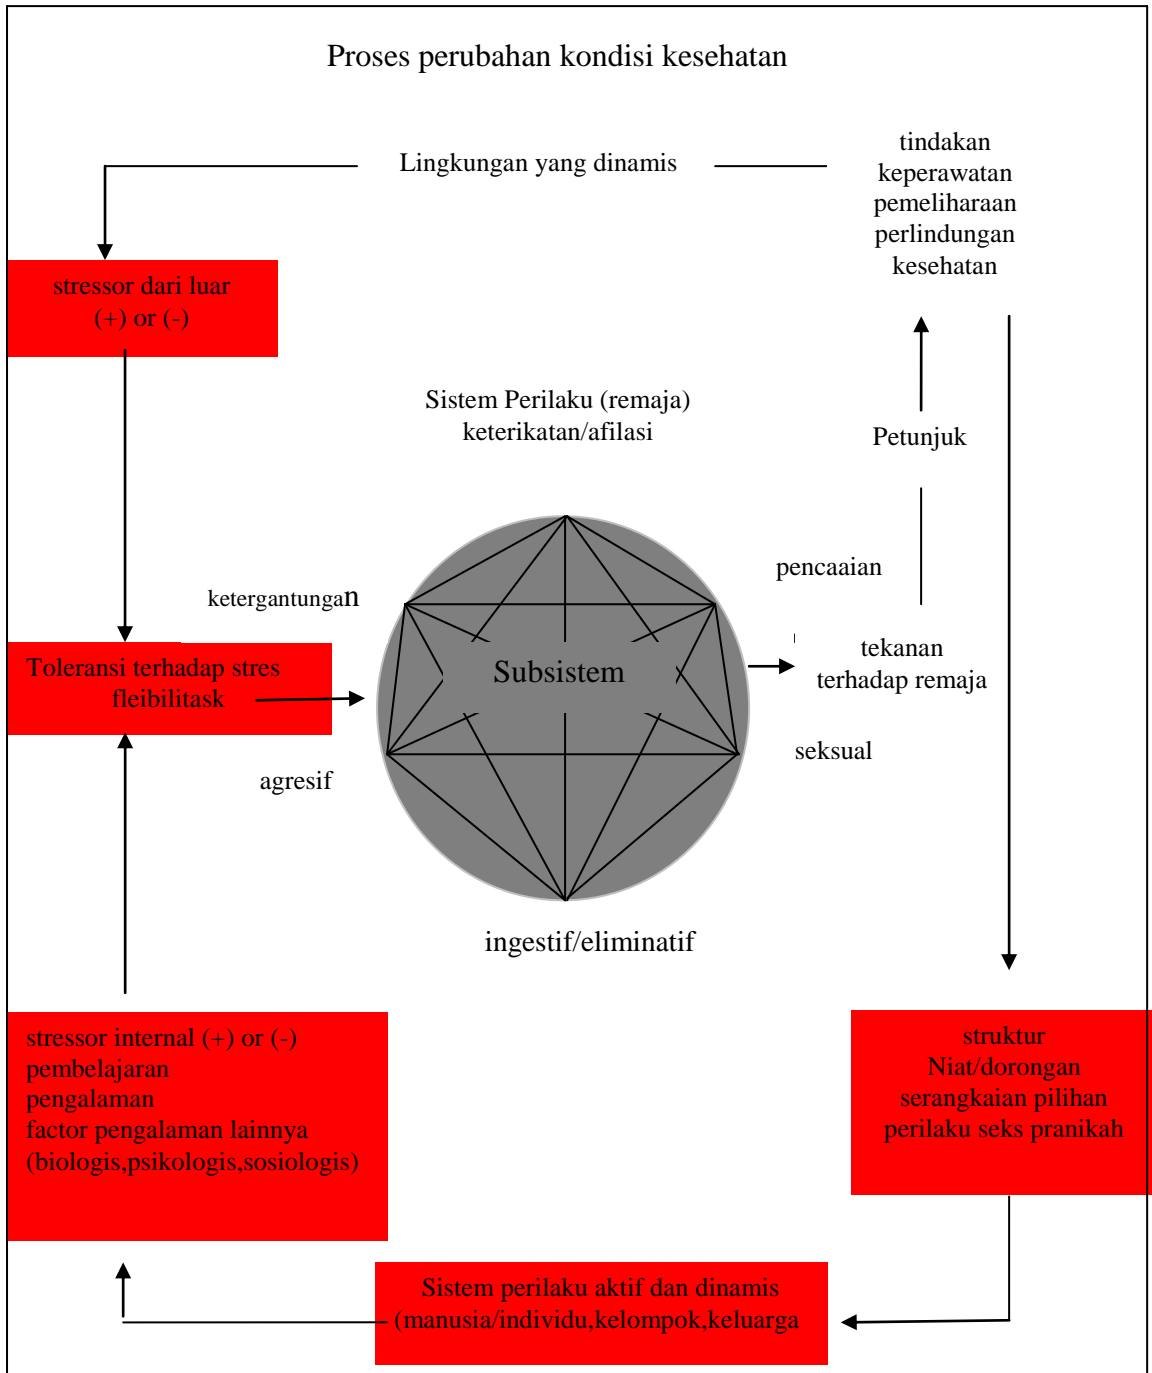 Proses perubahan kondisi kesehatan
Lingkungan yang dinamis
tindakan
keperawatan
pemeliharaan
perlindungan
kesehatan
stressor dari luar
(+) or (-)
Sistem Perilaku (remaja)
keterikatan/afilasi
Petunjuk
pencaaian
ketergantungan
Toleransi terhadap stres
fleibilitask
Subsistem
tekanan
terhadap remaja
agresif
seksual
ingestif/eliminatif
stressor internal (+) or (-)
pembelajaran
pengalaman
factor pengalaman lainnya
(biologis,psikologis,sosiologis)
struktur
Niat/dorongan
serangkaian pilihan
perilaku seks pranikah
Sistem perilaku aktif dan dinamis
(manusia/individu,kelompok,keluarga